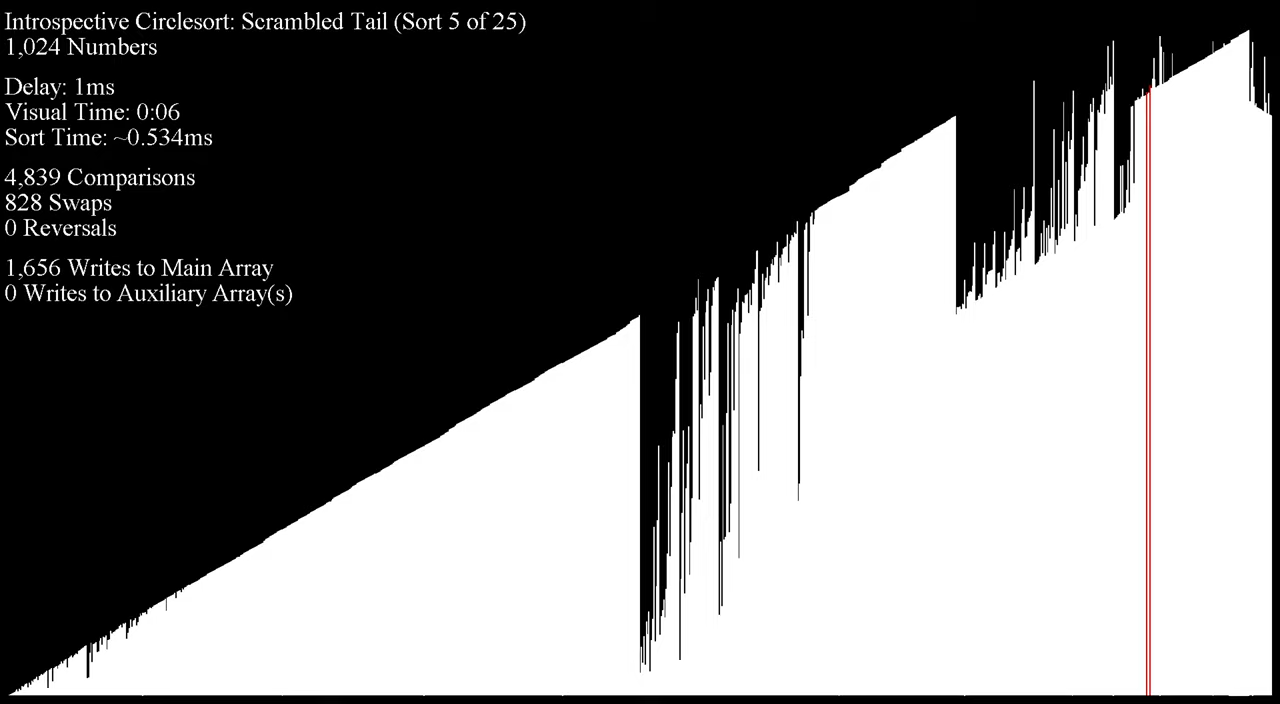 Introspective Circlesort: Scrambled Tail (Sort 5 of 25)
1,024 Numbers
Delay: 1ms
Visual Time: 0:06
Sort Time: ~0.534ms
4,839 Comparisons
828 Swaps
0 Reversals
1,656 Writes to Main Array
0 Writes to Auxiliary Array(s)